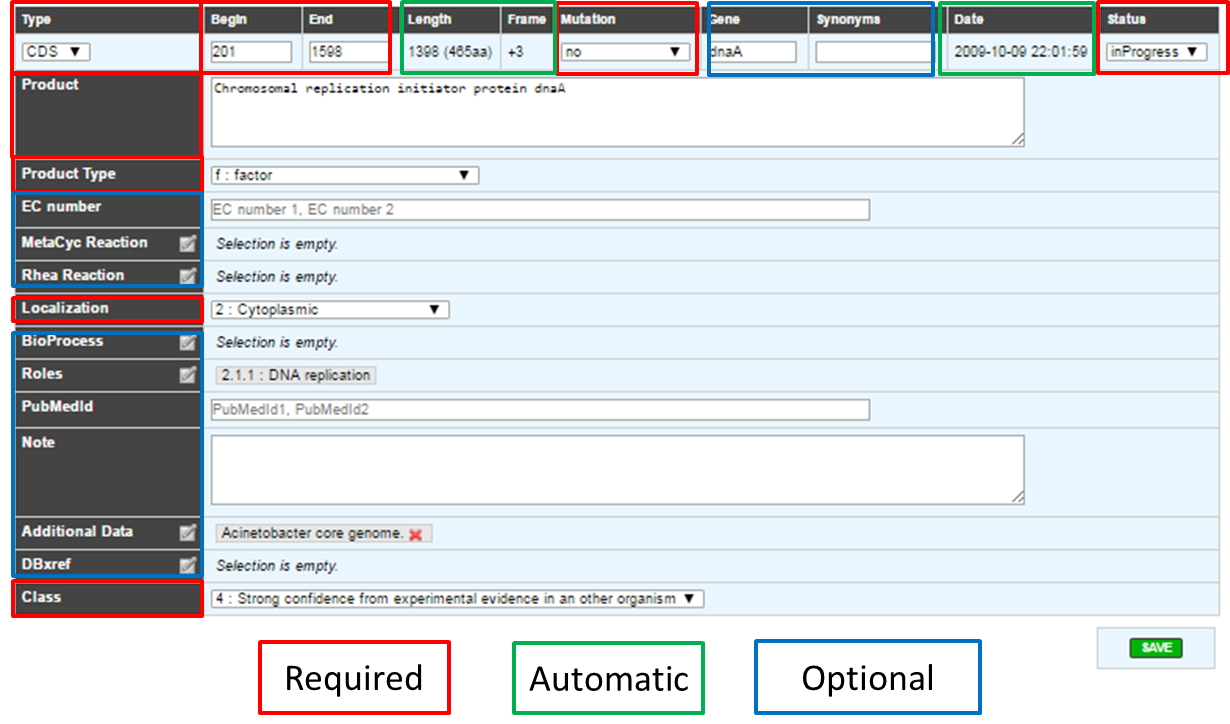 Type Begin End Length Frame Mutation Gene Synonyms Date Status
CDS 201 1598 1398 (465aa) +3 no dnaA 2009-10-09 22:01:59 inProgress
Product Chromosomal replication initiator protein dnaA
Product Type f : factor
EC number EC number 1, EC number 2
MetaCyc Reaction Selection is empty.
Rhea Reaction Selection is empty.
Localization 2 : Cytoplasmic
BioProcess Selection is empty.
Roles 2.1.1 : DNA replication
PubMedId PubMedId1, PubMedId2
Note
Additional Data Acinetobacter core genome.
DBxref Selection is empty.
Class 4 : Strong confidence from experimental evidence in an other organism
SAVE
Required Automatic Optional